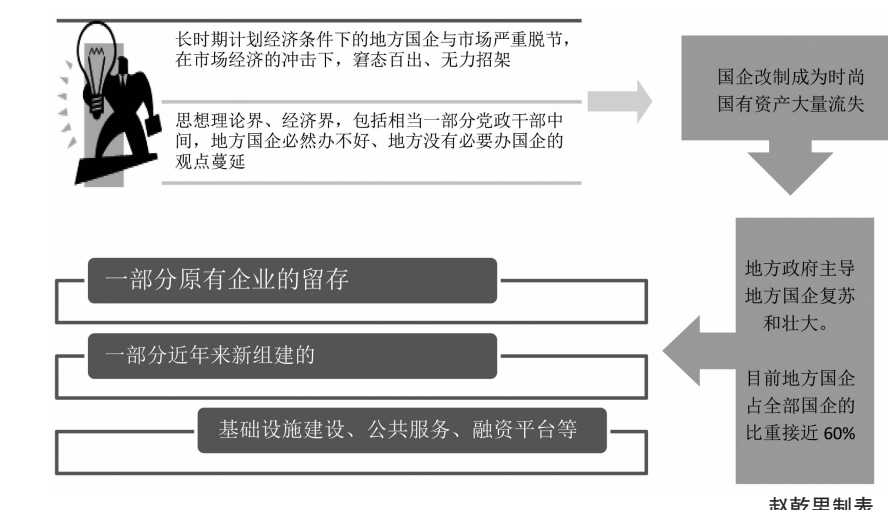 长时期计划经济条件下的地方国企与市场严重脱节，
在市场经济的冲击下，窘态百出、无力招架
思想理论界、经济界，包括相当一部分党政干部中
间，地方国企必然办不好、地方没有必要办国企的
观点蔓延
国企改制成为时尚
国有资产大量流失
地方政府主导
地方国企复苏
和壮大。
目前地方国企
占全部国企的
比重接近 60%
一部分原有企业的留存
一部分近年来新组建的
基础设施建设、公共服务、融资平台等
赵乾男制表